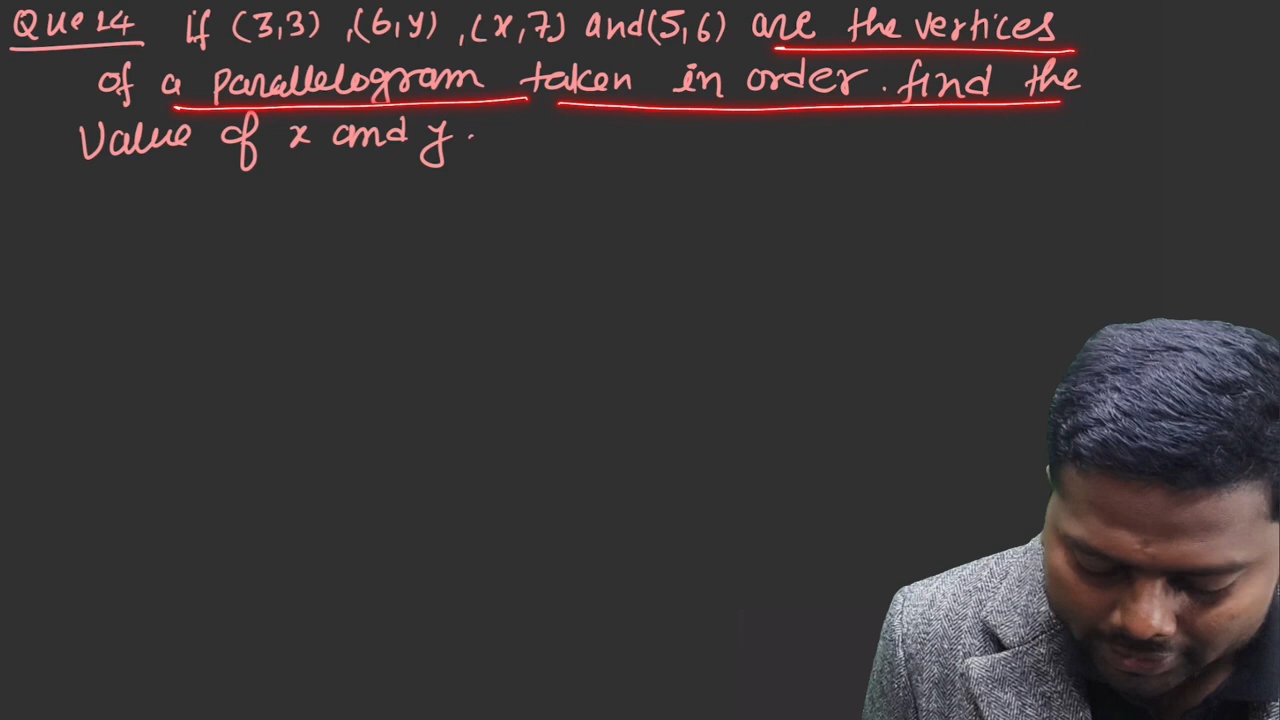 Que 14 if (3,3) ,(6,y) ,(x,7) and(5,6) are the vertices
of a parallelogram taken in order. find the
value of x and y.